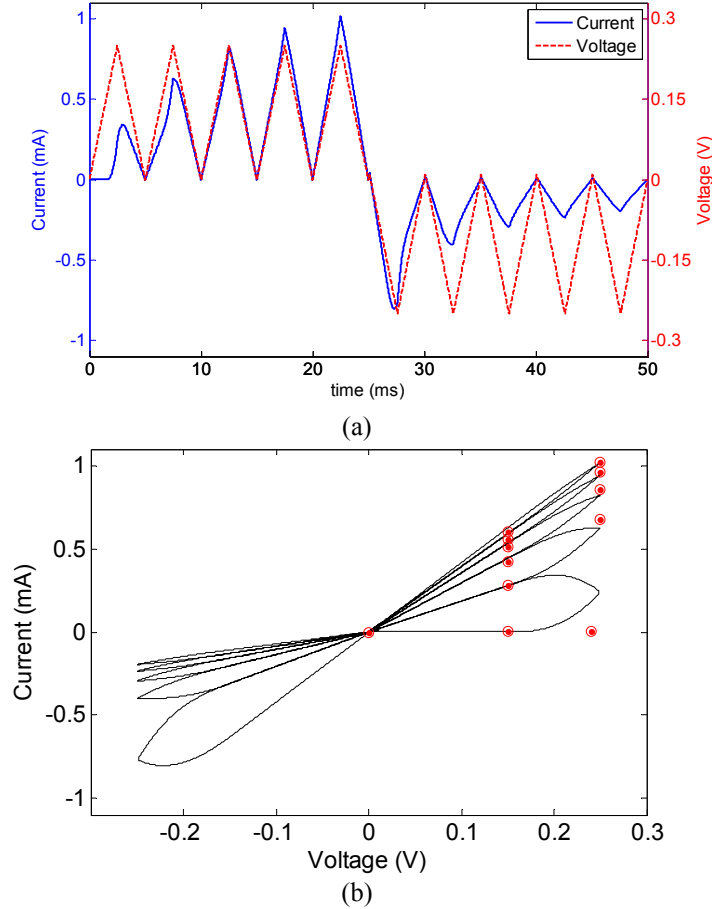 Current
Voltage
1
0.5
0
-0.5
-1
Current (mA)
0.3
0.15
0
-0.15
-0.3
Voltage (V)
0 10 20 30 40 50
time (ms)
(a)
1
0.5
0
-0.5
-1
Current (mA)
-0.2 -0.1 0 0.1 0.2 0.3
Voltage (V)
(b)